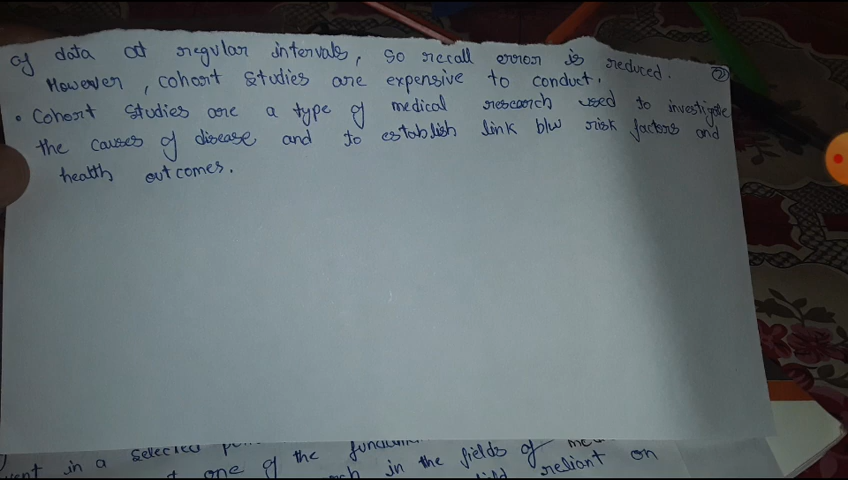 of data at regular intervals, so recall error is reduced.
②
However, cohort studies are expensive to conduct.
• Cohort studies are a type of medical research used to investigate
the causes of disease and to establish link b/w risk factors and
health outcomes.
in a selected
one of the
in the fields of
reliant on